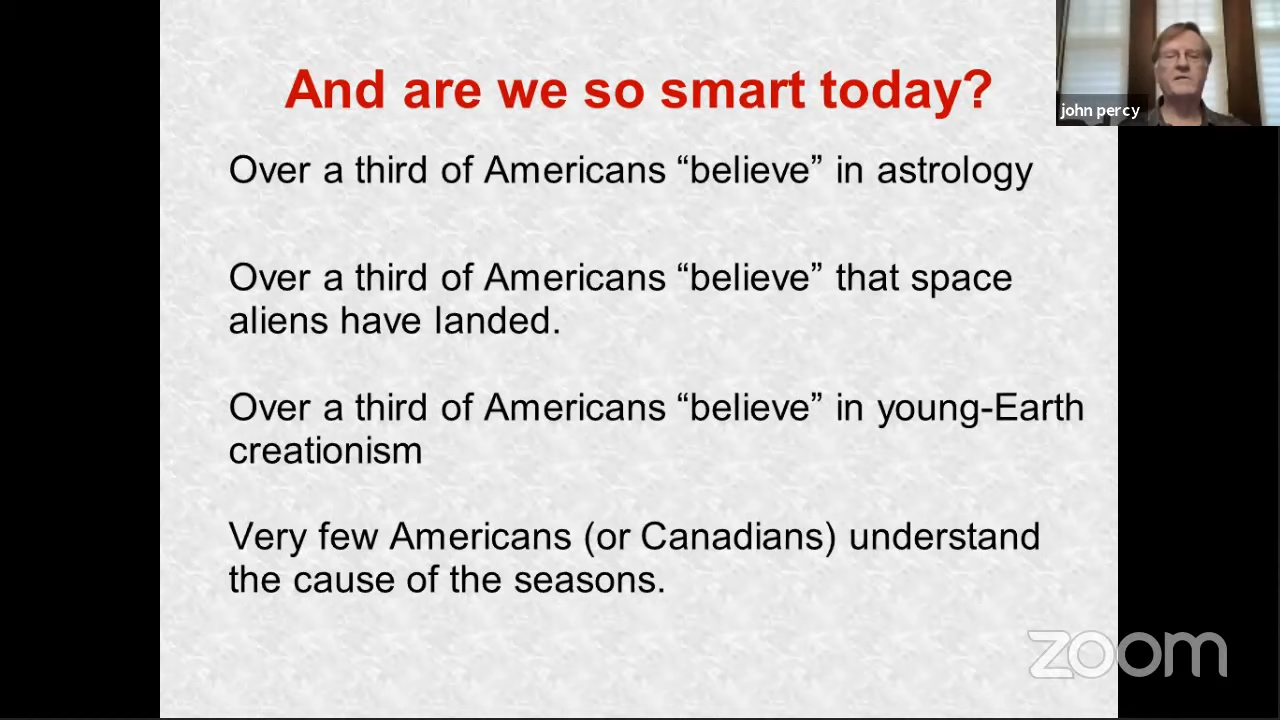 And are we so smart today?
john percy
Over a third of Americans “believe” in astrology
Over a third of Americans “believe” that space
aliens have landed.
Over a third of Americans “believe” in young-Earth
creationism
Very few Americans (or Canadians) understand
the cause of the seasons.
zoom